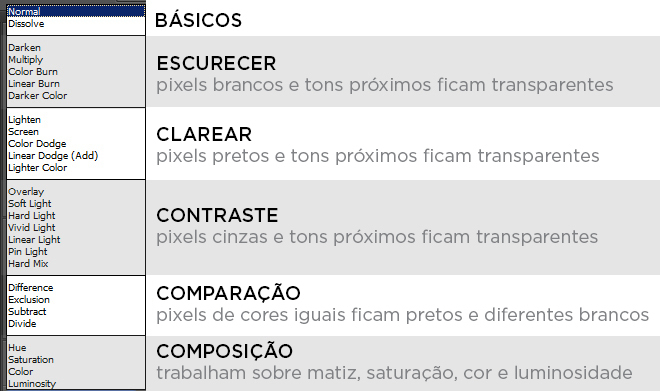 Normal
Dissolve
BÁSICOS
Darken
Multiply
Color Burn
Linear Burn
Darker Color
ESCURECER
pixels brancos e tons próximos ficam transparentes
Lighten
Screen
Color Dodge
Linear Dodge (Add)
Lighter Color
CLAREAR
pixels pretos e tons próximos ficam transparentes
Overlay
Soft Light
Hard Light
Vivid Light
Linear Light
Pin Light
Hard Mix
CONTRASTE
pixels cinzas e tons próximos ficam transparentes
Difference
Exclusion
Subtract
Divide
COMPARAÇÃO
pixels de cores iguais ficam pretos e diferentes brancos
Hue
Saturation
Color
Luminosity
COMPOSIÇÃO
trabalham sobre matiz, saturação, cor e luminosidade